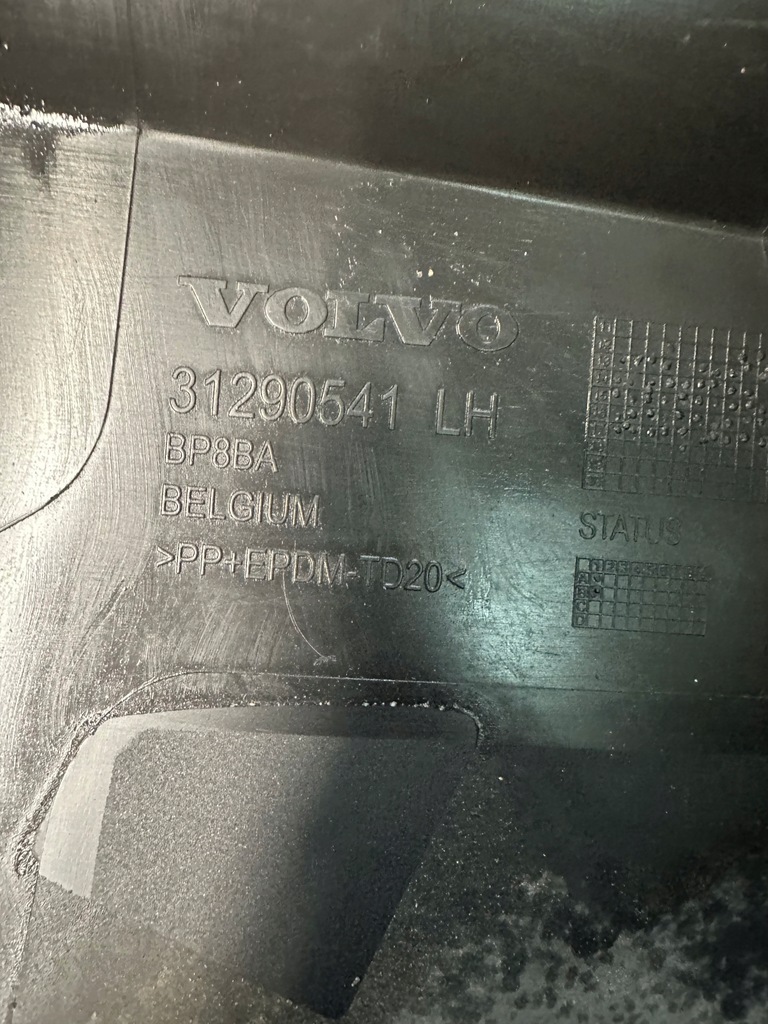 VOLVO
31290541 LH
BP8BA
BELGIUM
>PP+EPDM-TD20<
STATUS
A
B
C
D